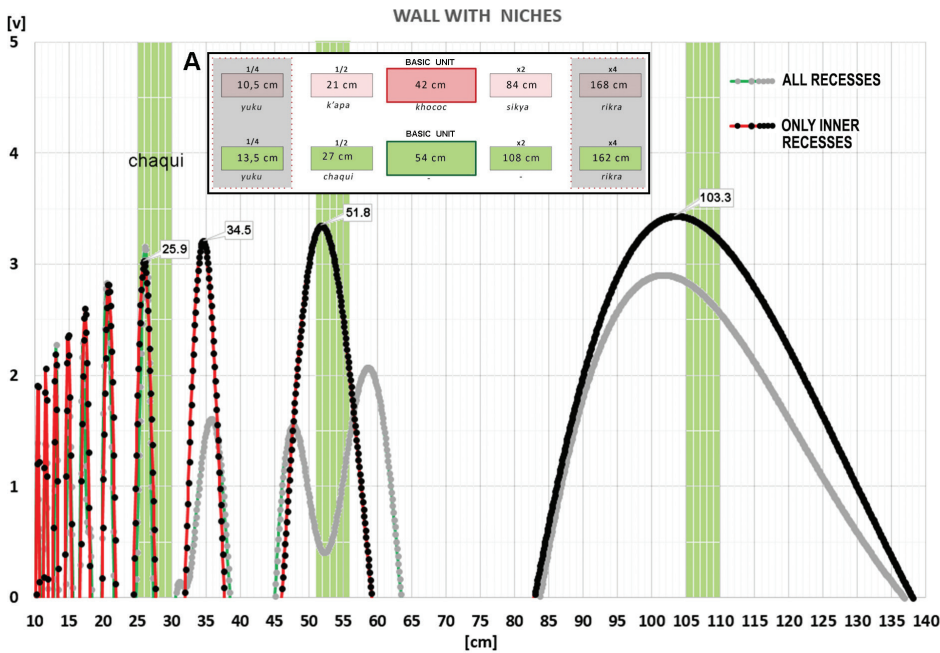 WALL WITH NICHES
[v]
5
4
3
2
1
0
A
BASIC UNIT
1/4 1/2 x2 x4
10,5 cm 21 cm 42 cm 84 cm 168 cm
yuku k'apa khococ sikya rikra
BASIC UNIT
1/4 1/2 x2 x4
13,5 cm 27 cm 54 cm 108 cm 162 cm
yuku chaqui - - rikra
ALL RECESSES
ONLY INNER
RECESSES
chaqui
25.9
34.5
51.8
103.3
10 15 20 25 30 35 40 45 50 55 60 65 70 75 80 85 90 95 100 105 110 115 120 125 130 135 140
[cm]